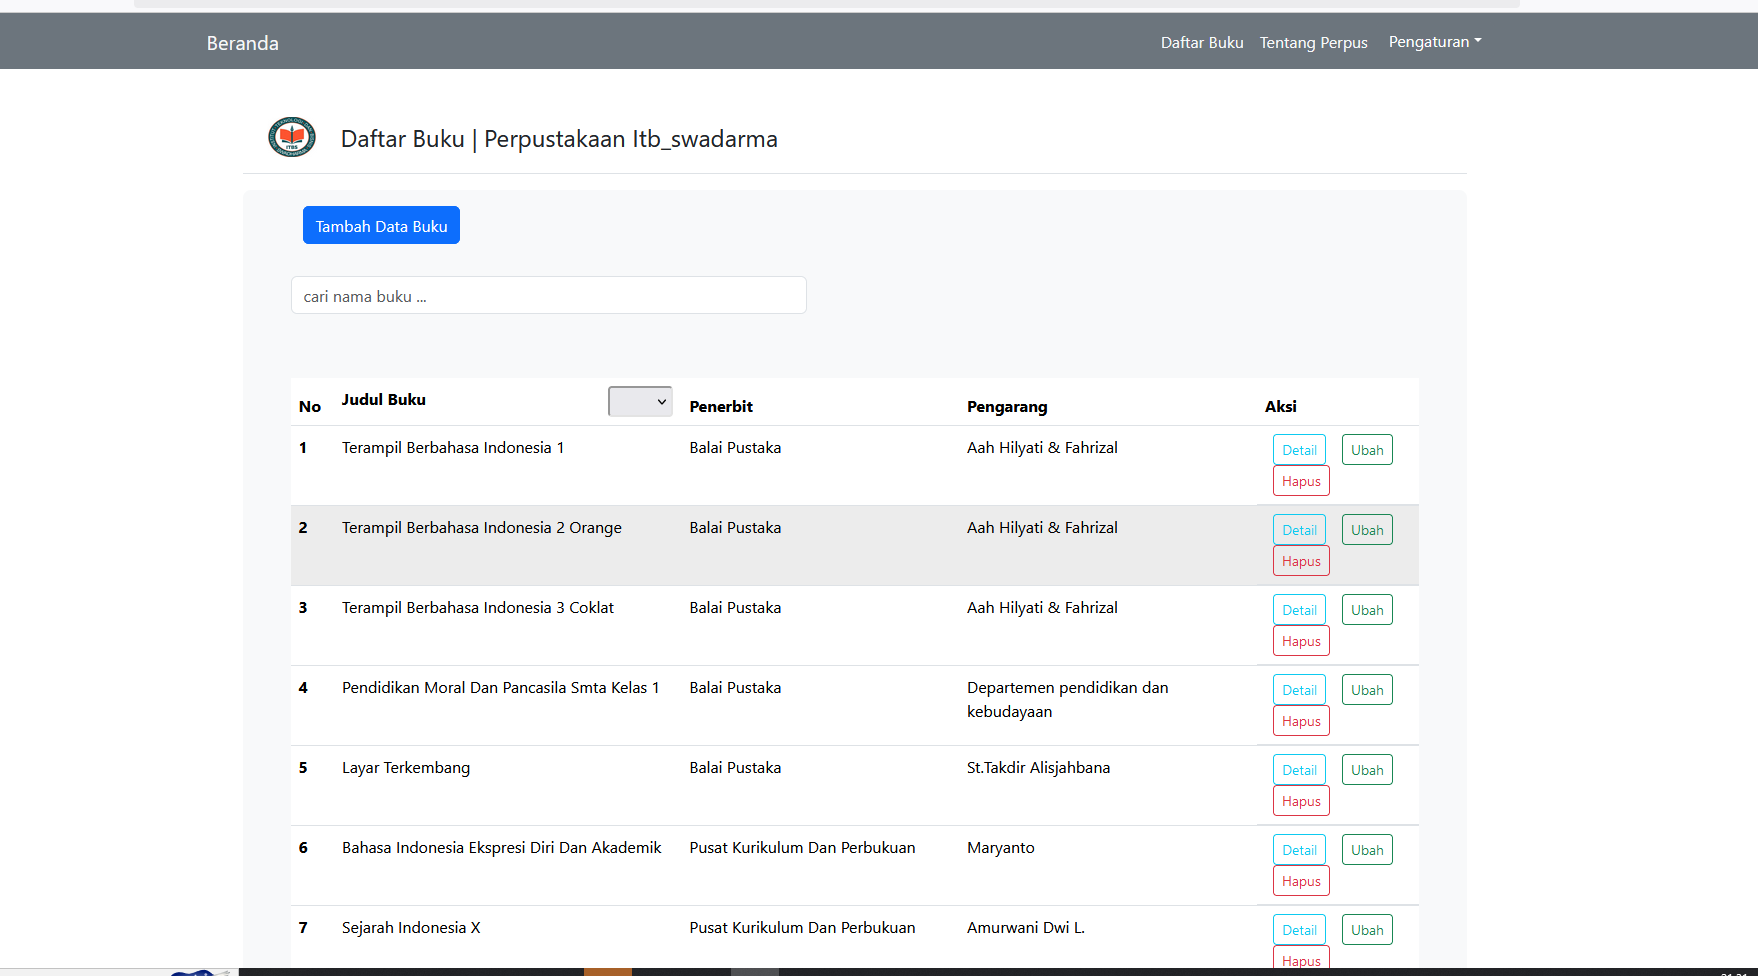 Beranda
Daftar Buku Tentang Perpus Pengaturan
ITBS
Daftar Buku | Perpustakaan Itb_swadarma
Tambah Data Buku
cari nama buku ...
No Judul Buku Penerbit Pengarang Aksi
1 Terampil Berbahasa Indonesia 1 Balai Pustaka Aah Hilyati & Fahrizal Detail Ubah
Hapus
2 Terampil Berbahasa Indonesia 2 Orange Balai Pustaka Aah Hilyati & Fahrizal Detail Ubah
Hapus
3 Terampil Berbahasa Indonesia 3 Coklat Balai Pustaka Aah Hilyati & Fahrizal Detail Ubah
Hapus
4 Pendidikan Moral Dan Pancasila Smta Kelas 1 Balai Pustaka Departemen pendidikan dan Detail Ubah
kebudayaan Hapus
5 Layar Terkembang Balai Pustaka St.Takdir Alisjahbana Detail Ubah
Hapus
6 Bahasa Indonesia Ekspresi Diri Dan Akademik Pusat Kurikulum Dan Perbukuan Maryanto Detail Ubah
Hapus
7 Sejarah Indonesia X Pusat Kurikulum Dan Perbukuan Amurwani Dwi L. Detail Ubah
Hapus